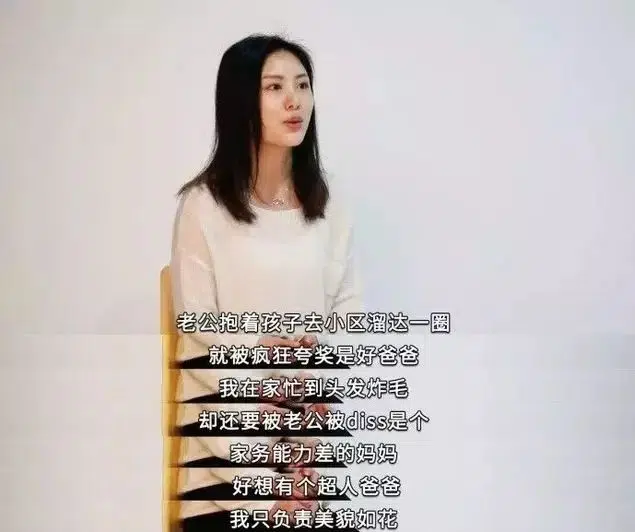 老公抱着孩子去小区溜达一圈
就被疯狂夸奖是好爸爸
我在家忙到头发炸毛
却还要被老公被diss是个
家务能力差的妈妈
好想有个超人爸爸
我只负责美貌如花